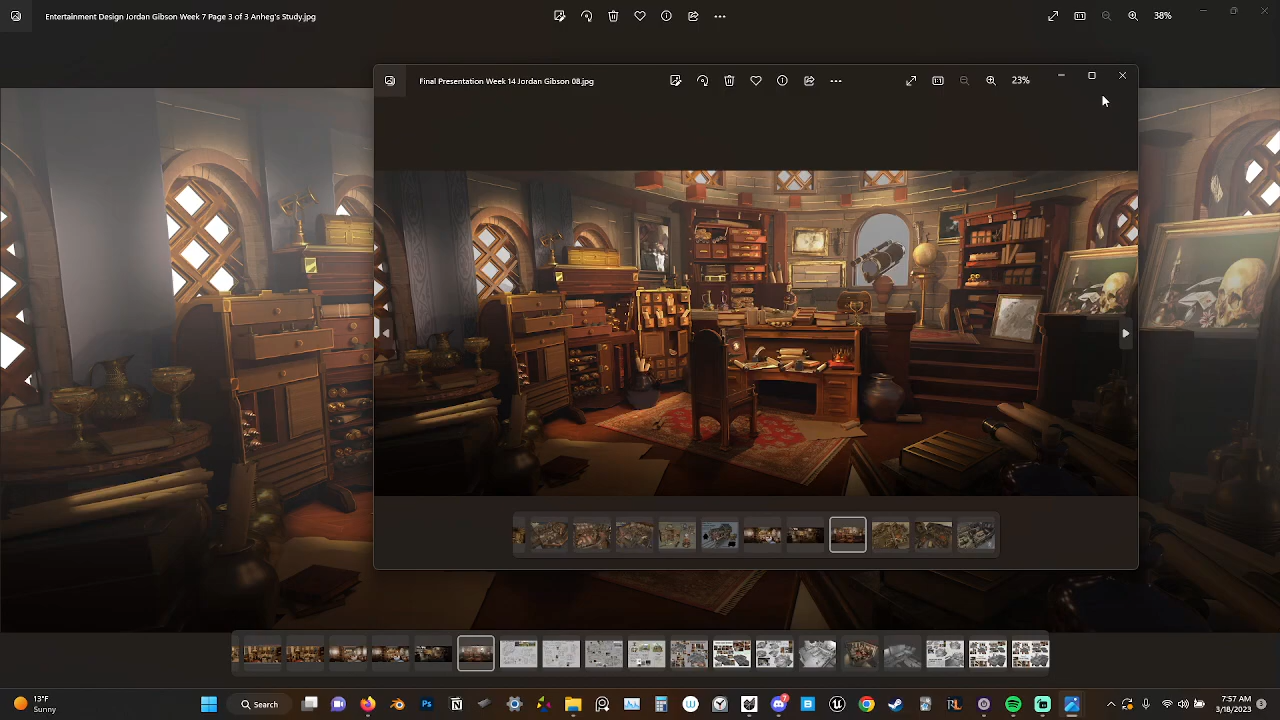 Entertainment Design Jordan Gibson Week 7 Page 3 of 3 Anheg's Study.jpg
38%
Final Presentation Week 14 Jordan Gibson 08.jpg
23%
13°F
Sunny
Search
7
7:57 AM
3/18/2023